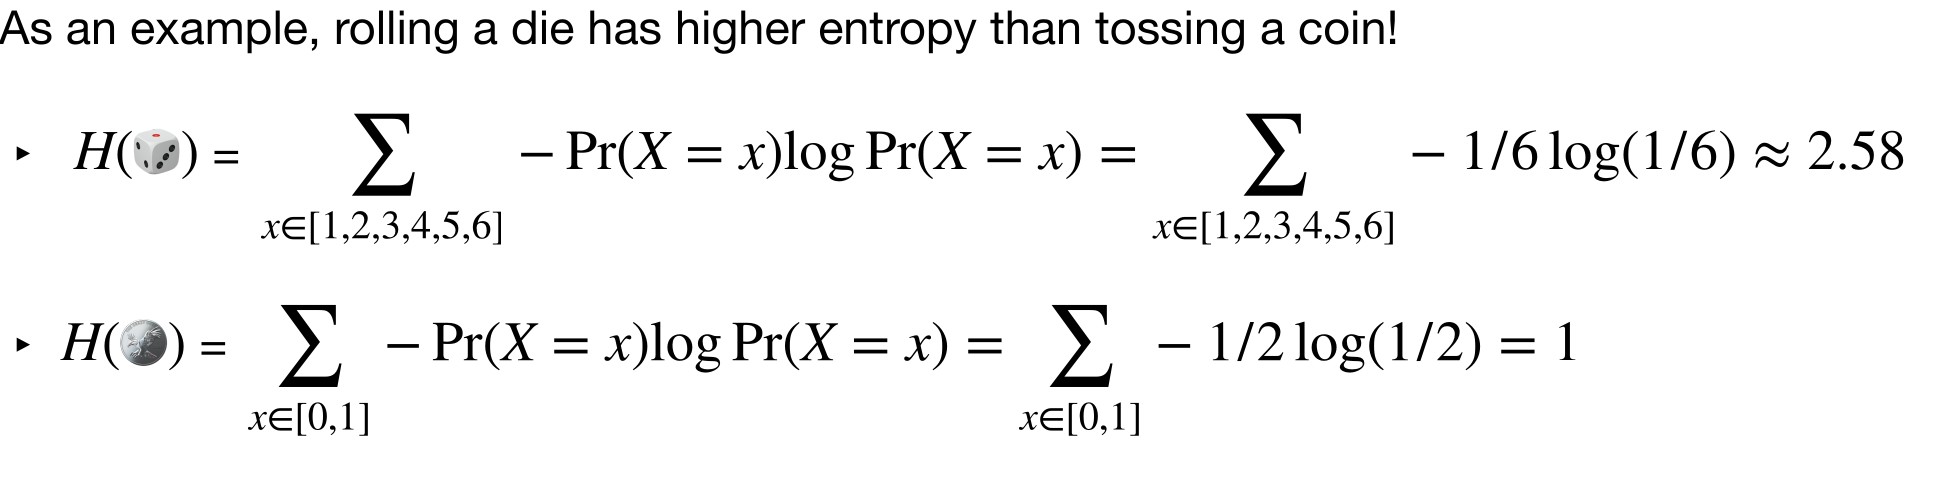 As an example, rolling a die has higher entropy than tossing a coin!
‣ H(🎲) = ∑_{x∈[1,2,3,4,5,6]} − Pr(X = x)log Pr(X = x) = ∑_{x∈[1,2,3,4,5,6]} − 1/6 log(1/6) ≈ 2.58
‣ H(🪙) = ∑_{x∈[0,1]} − Pr(X = x)log Pr(X = x) = ∑_{x∈[0,1]} − 1/2 log(1/2) = 1